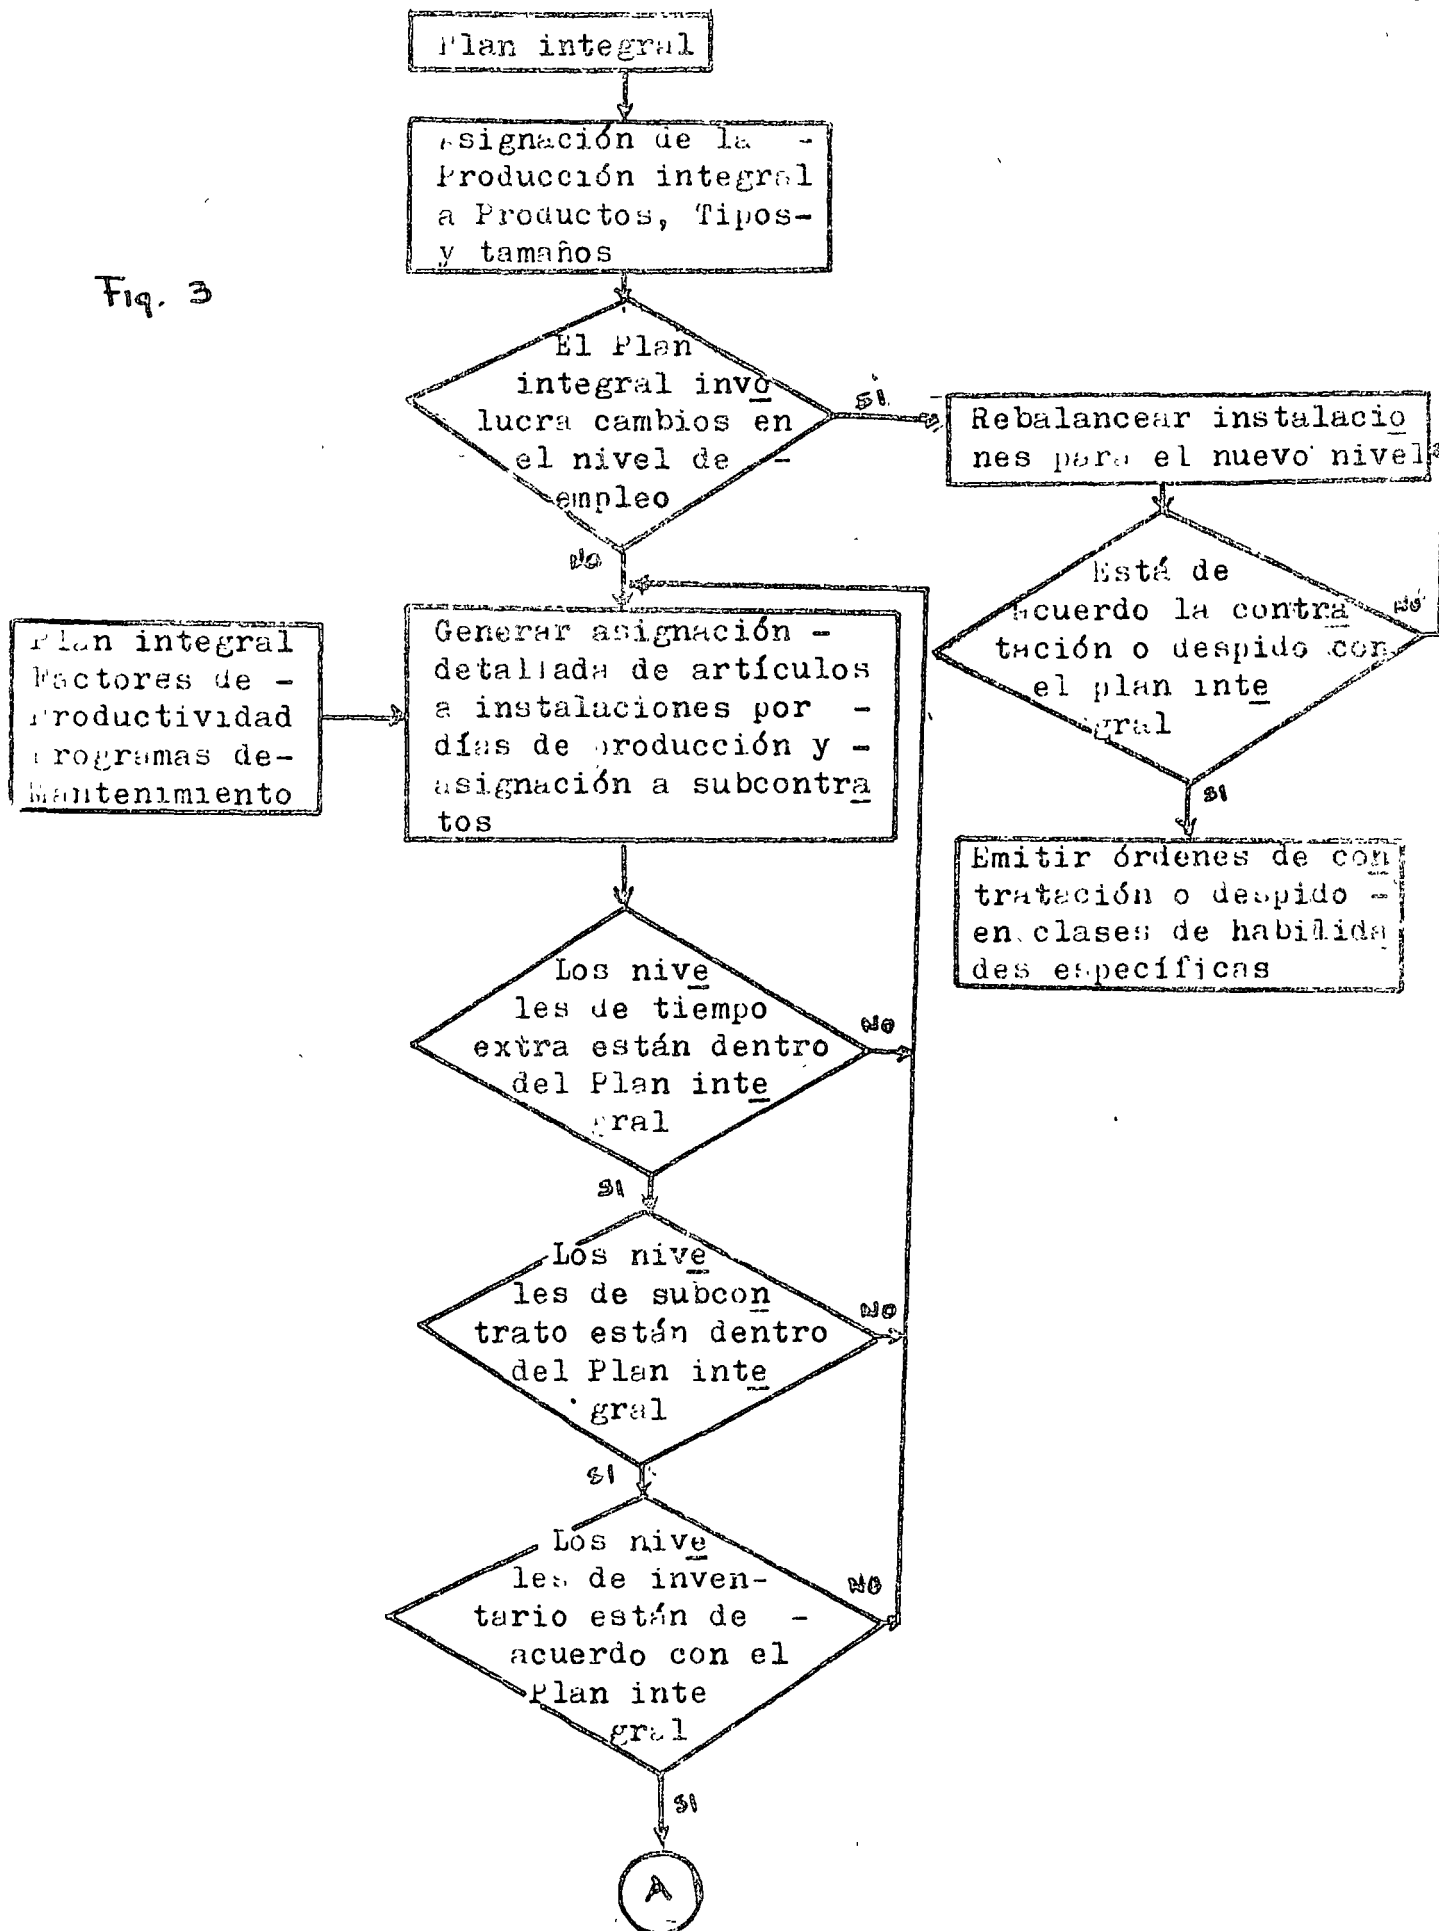 Plan integral
Asignación de la -
Producción integral
a Productos, Tipos-
y tamaños
Fig. 3
El Plan
integral invo
lucra cambios en
el nivel de -
empleo
SI
Rebalancear instalacio
nes para el nuevo nivel
NO
Está de
acuerdo la contra
tación o despido con
el plan inte
gral
NO
SI
Emitir órdenes de con
tratación o despido -
en clases de habilida
des específicas
Plan integral
Factores de -
Productividad
Programas de-
Mantenimiento
Generar asignación -
detallada de artículos
a instalaciones por -
días de producción y -
asignación a subcontra
tos
Los nive
les de tiempo
extra están dentro
del Plan inte
gral
NO
SI
Los nive
les de subcon
trato están dentro
del Plan inte
gral
NO
SI
Los nive
les de inven-
tario están de -
acuerdo con el
Plan inte
gral
NO
SI
A